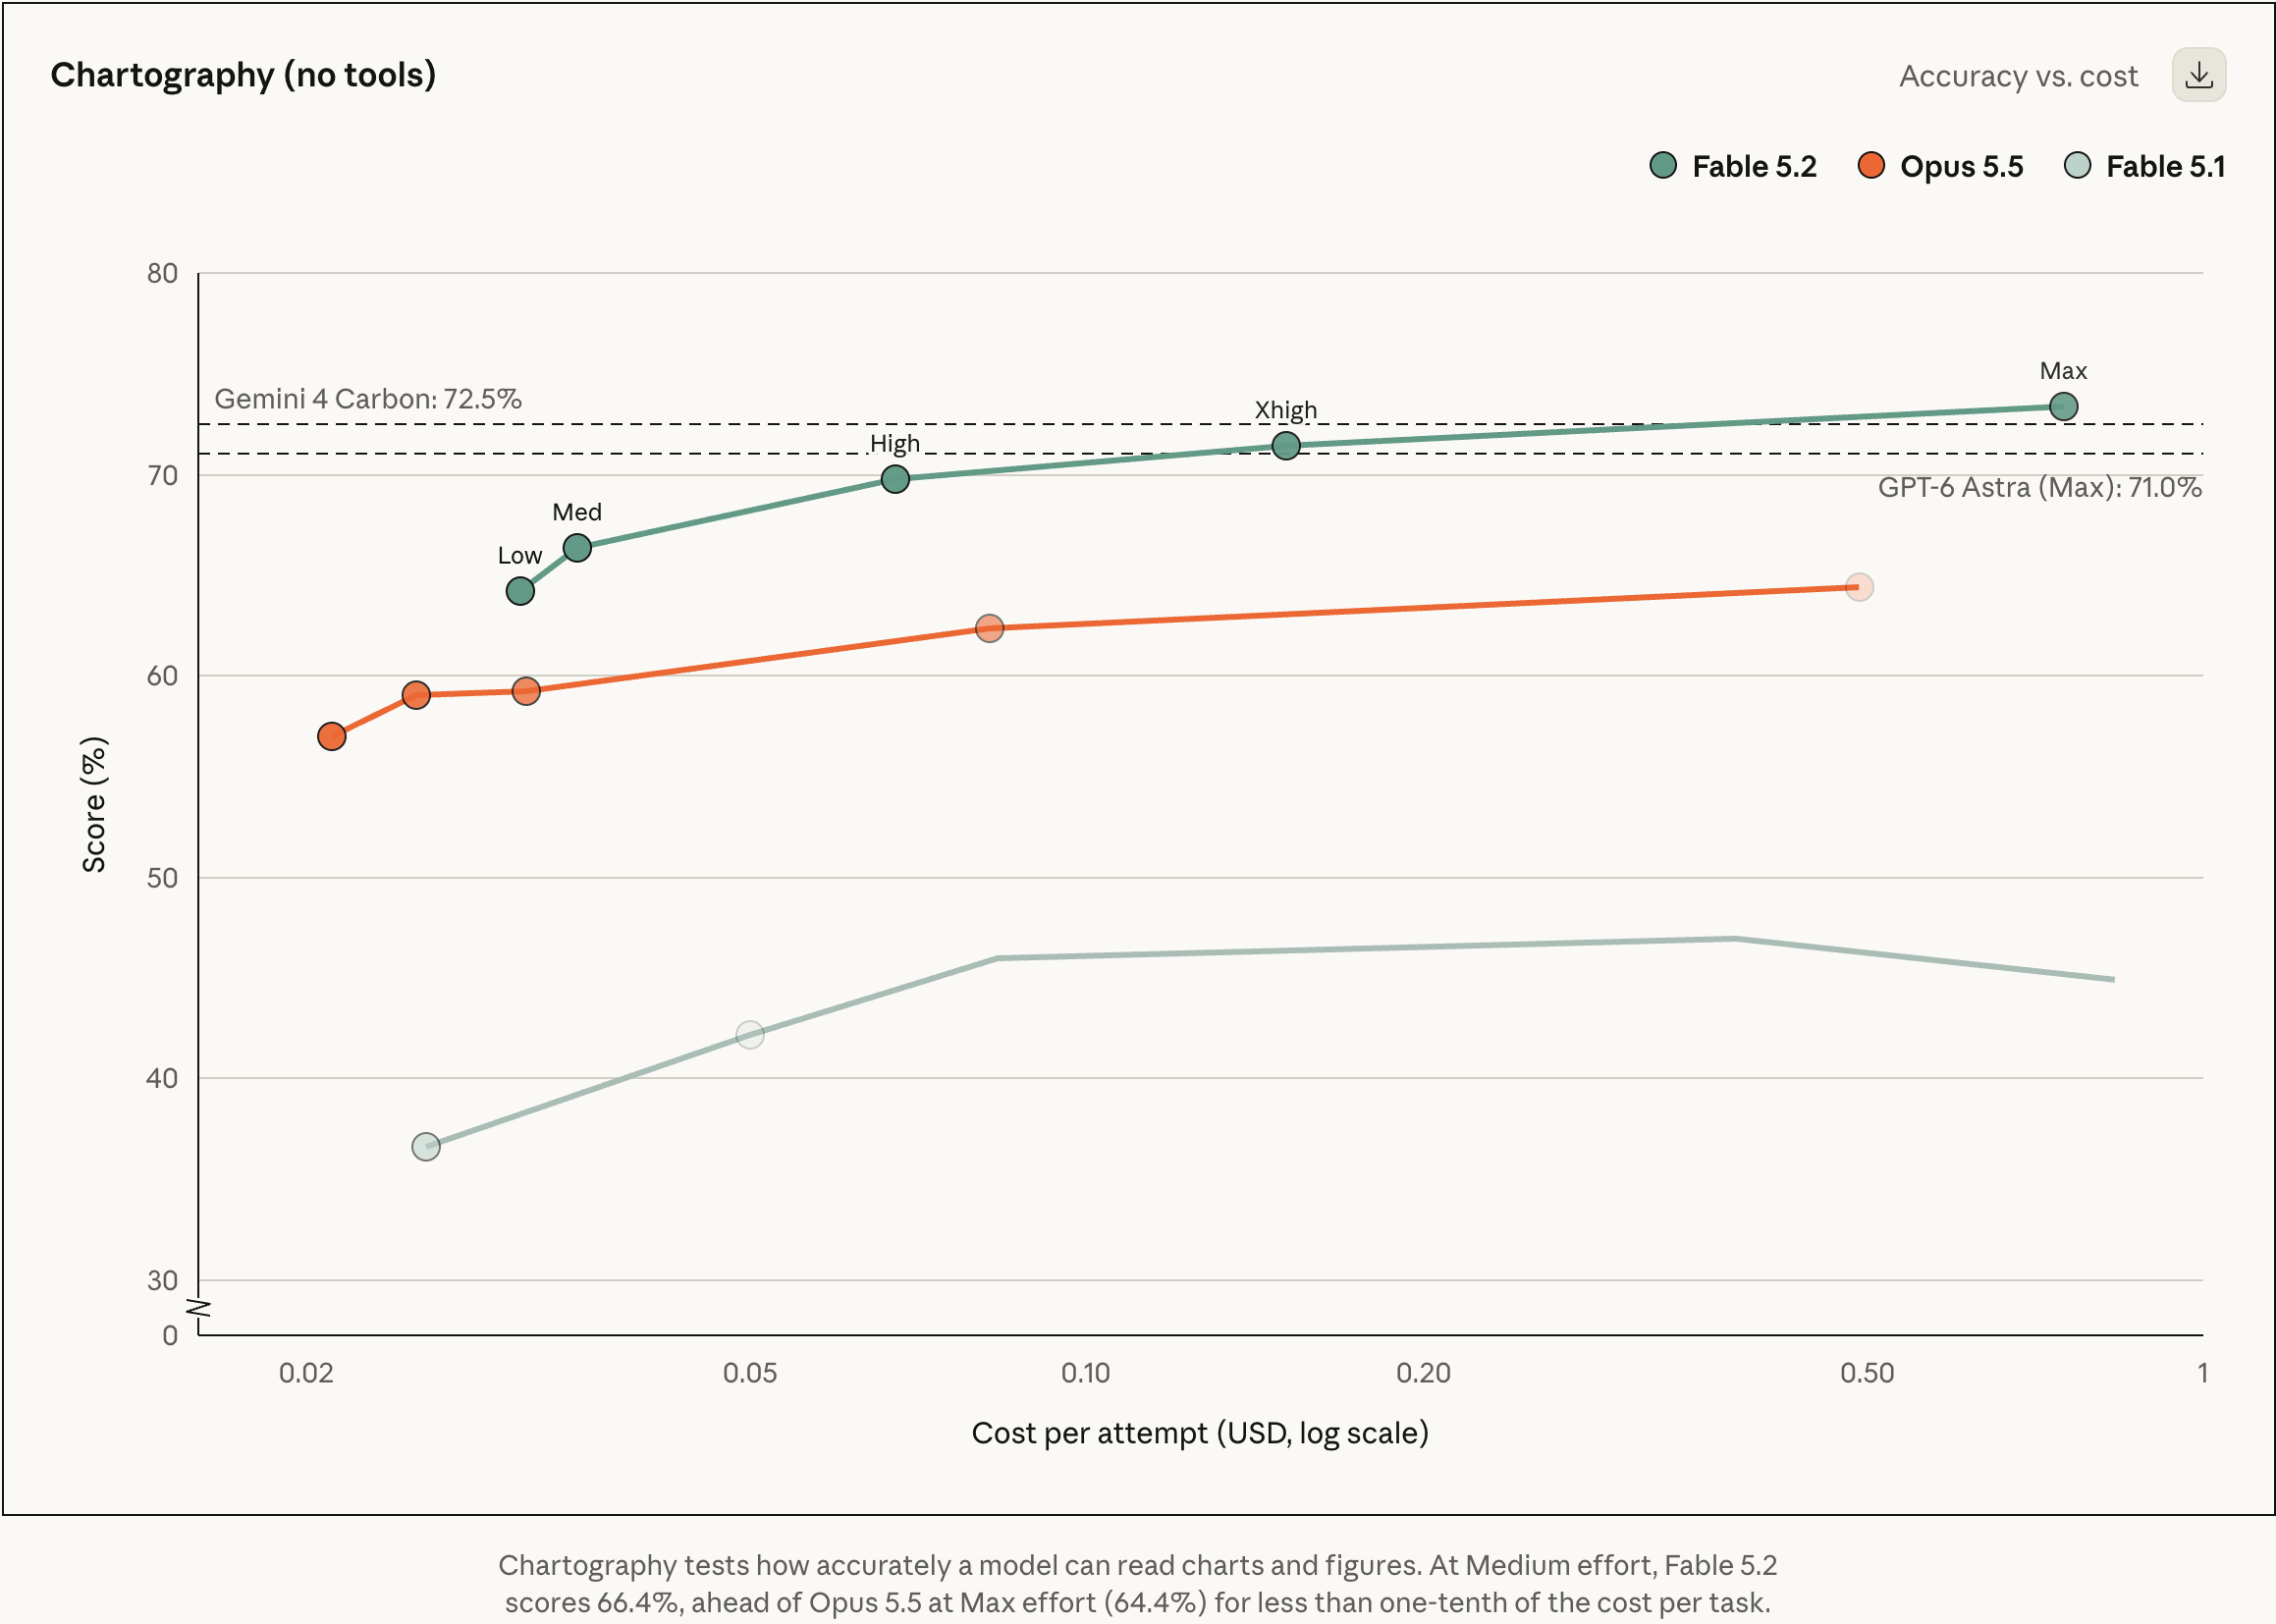 Chartography (no tools)
Accuracy vs. cost
Fable 5.2
Opus 5.5
Fable 5.1
80
Max
Gemini 4 Carbon: 72.5%
Xhigh
High
70
GPT-6 Astra (Max): 71.0%
Med
Low
60
Score (%)
50
40
30
0
0.02
0.05
0.10
0.20
0.50
1
Cost per attempt (USD, log scale)
Chartography tests how accurately a model can read charts and figures. At Medium effort, Fable 5.2
scores 66.4%, ahead of Opus 5.5 at Max effort (64.4%) for less than one-tenth of the cost per task.